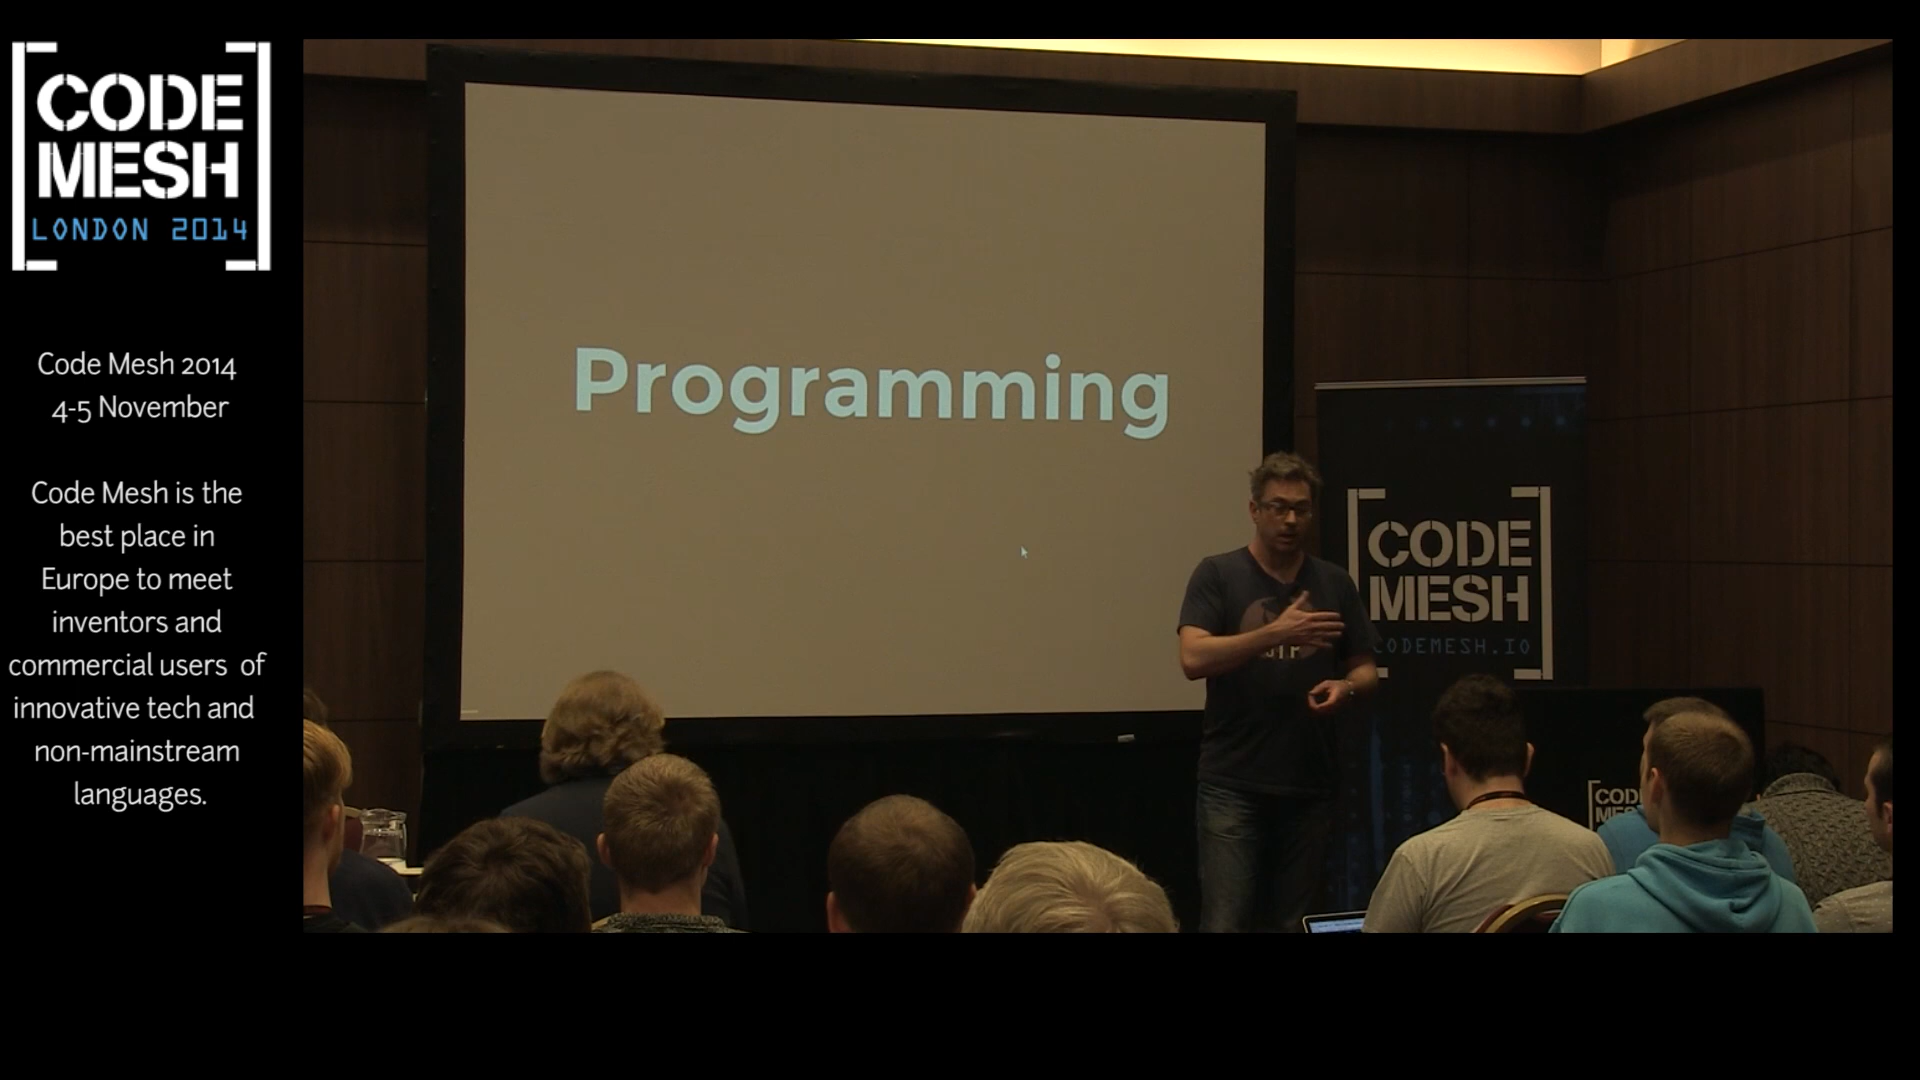 CODE
MESH
LONDON 2014
Code Mesh 2014
4-5 November
Code Mesh is the
best place in
Europe to meet
inventors and
commercial users of
innovative tech and
non-mainstream
languages.
Programming
CODE
MESH
CODEMESH.IO